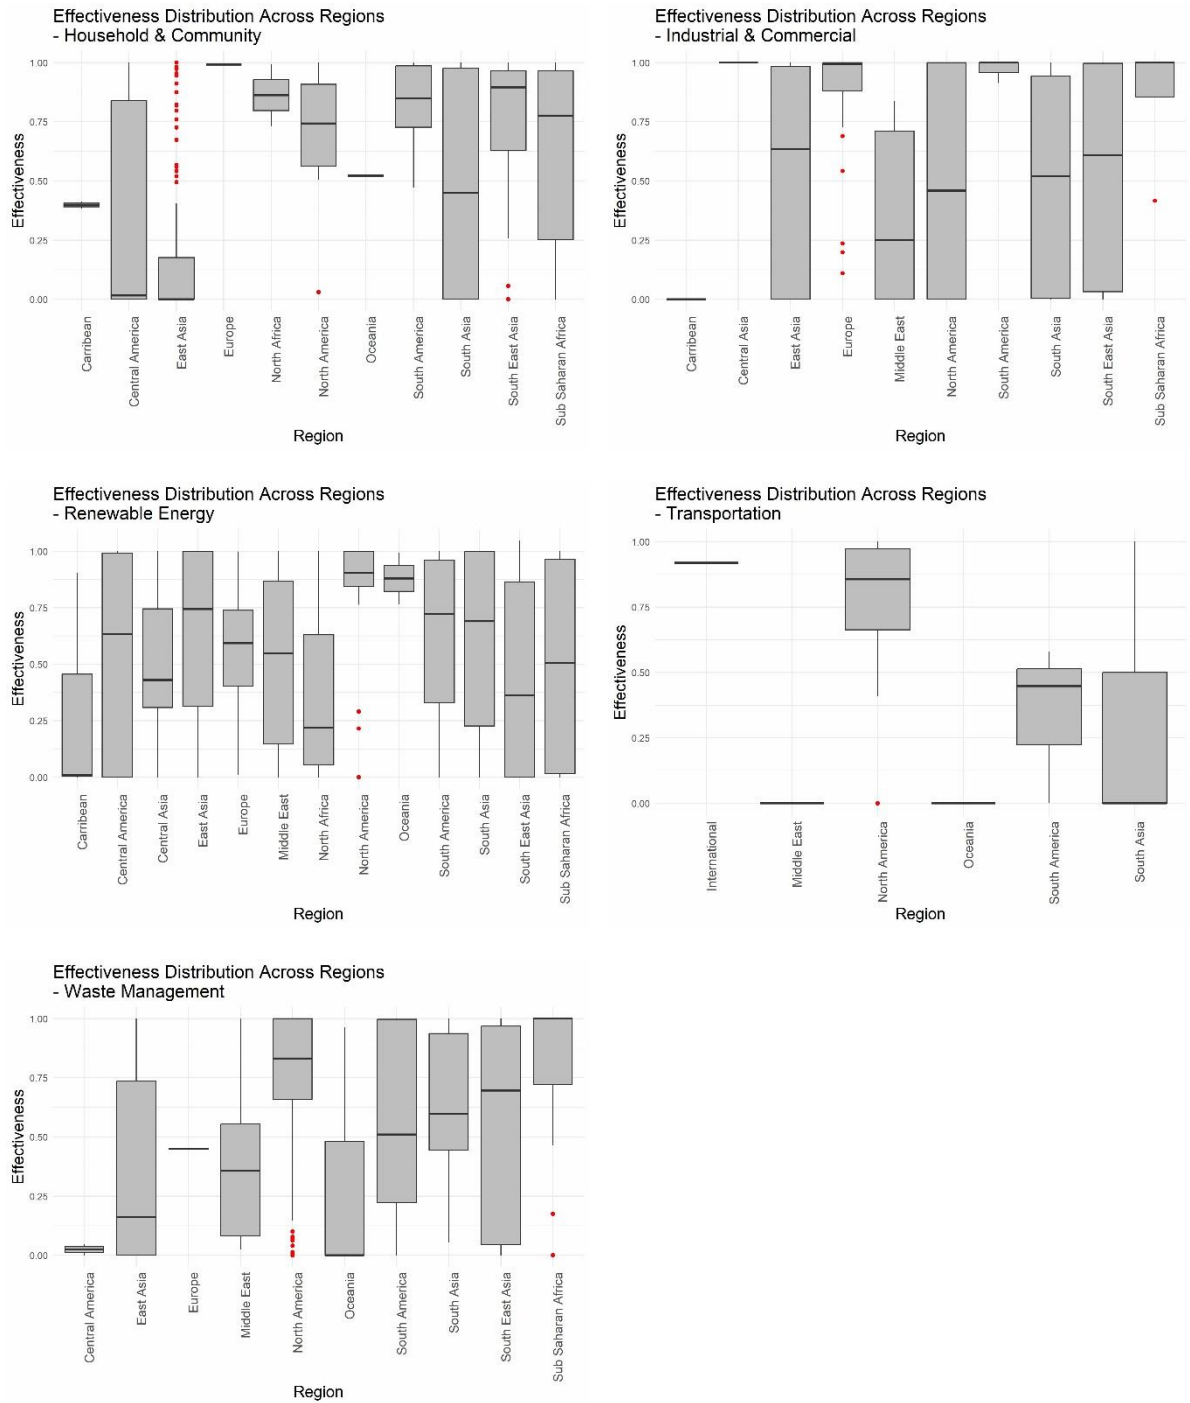 Effectiveness Distribution Across Regions
- Household & Community
Effectiveness
1.00
0.75
0.50
0.25
0.00
Carribean
Central America
East Asia
Europe
North Africa
North America
Oceania
South America
South Asia
South East Asia
Sub Saharan Africa
Region
Effectiveness Distribution Across Regions
- Industrial & Commercial
Effectiveness
1.00
0.75
0.50
0.25
0.00
Carribean
Central Asia
East Asia
Europe
Middle East
North America
South America
South Asia
South East Asia
Sub Saharan Africa
Region
Effectiveness Distribution Across Regions
- Renewable Energy
Effectiveness
1.00
0.75
0.50
0.25
0.00
Carribean
Central America
Central Asia
East Asia
Europe
Middle East
North Africa
North America
Oceania
South America
South Asia
South East Asia
Sub Saharan Africa
Region
Effectiveness Distribution Across Regions
- Transportation
Effectiveness
1.00
0.75
0.50
0.25
0.00
International
Middle East
North America
Oceania
South America
South Asia
Region
Effectiveness Distribution Across Regions
- Waste Management
Effectiveness
1.00
0.75
0.50
0.25
0.00
Central America
East Asia
Europe
Middle East
North America
Oceania
South America
South Asia
South East Asia
Sub Saharan Africa
Region